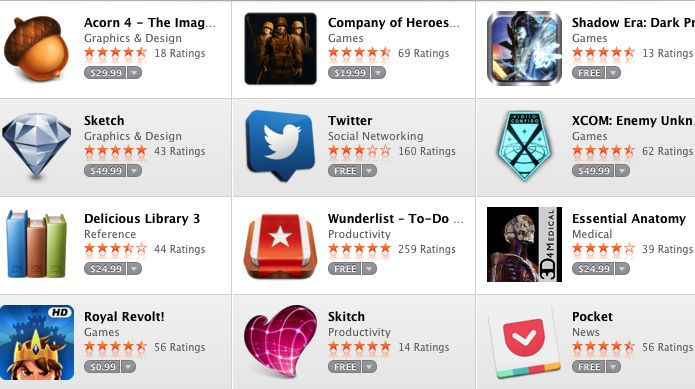 Acorn 4 - The Imag...
Graphics & Design
18 Ratings
$29.99
Company of Heroes...
Games
69 Ratings
$19.99
Shadow Era: Dark Pr
Games
13 Ratings
FREE
Sketch
Graphics & Design
43 Ratings
$49.99
Twitter
Social Networking
160 Ratings
FREE
VIGILO
CONFIDO
XCOM: Enemy Unkn..
Games
62 Ratings
$49.99
Delicious Library 3
Reference
44 Ratings
$24.99
Wunderlist - To-Do ...
Productivity
259 Ratings
FREE
3D4MEDICAL
Essential Anatomy
Medical
39 Ratings
$24.99
HD
Royal Revolt!
Games
56 Ratings
$0.99
Skitch
Productivity
14 Ratings
FREE
Pocket
News
56 Ratings
FREE